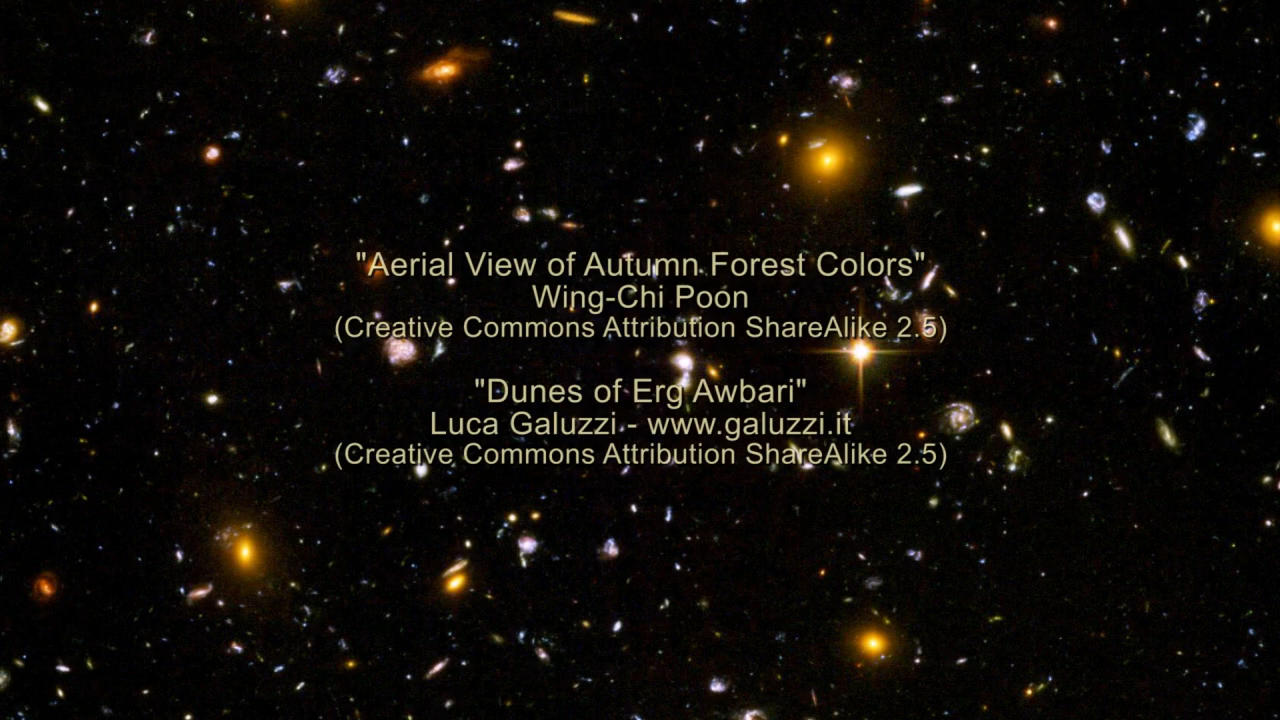 "Aerial View of Autumn Forest Colors"
Wing-Chi Poon
(Creative Commons Attribution ShareAlike 2.5)
"Dunes of Erg Awbari"
Luca Galuzzi - www.galuzzi.it
(Creative Commons Attribution ShareAlike 2.5)